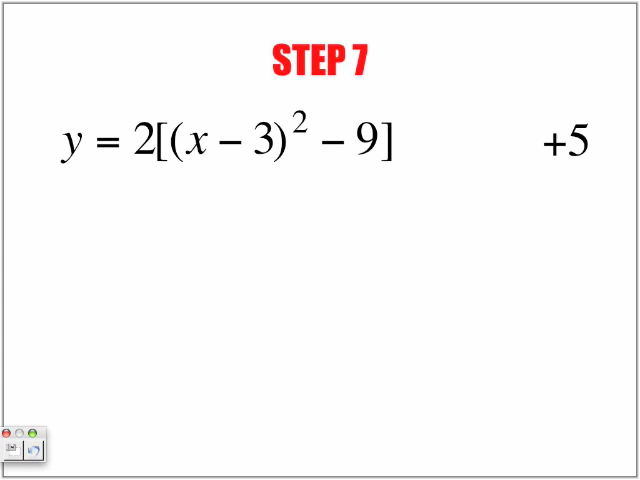 STEP 7
y = 2[(x − 3)² − 9] +5